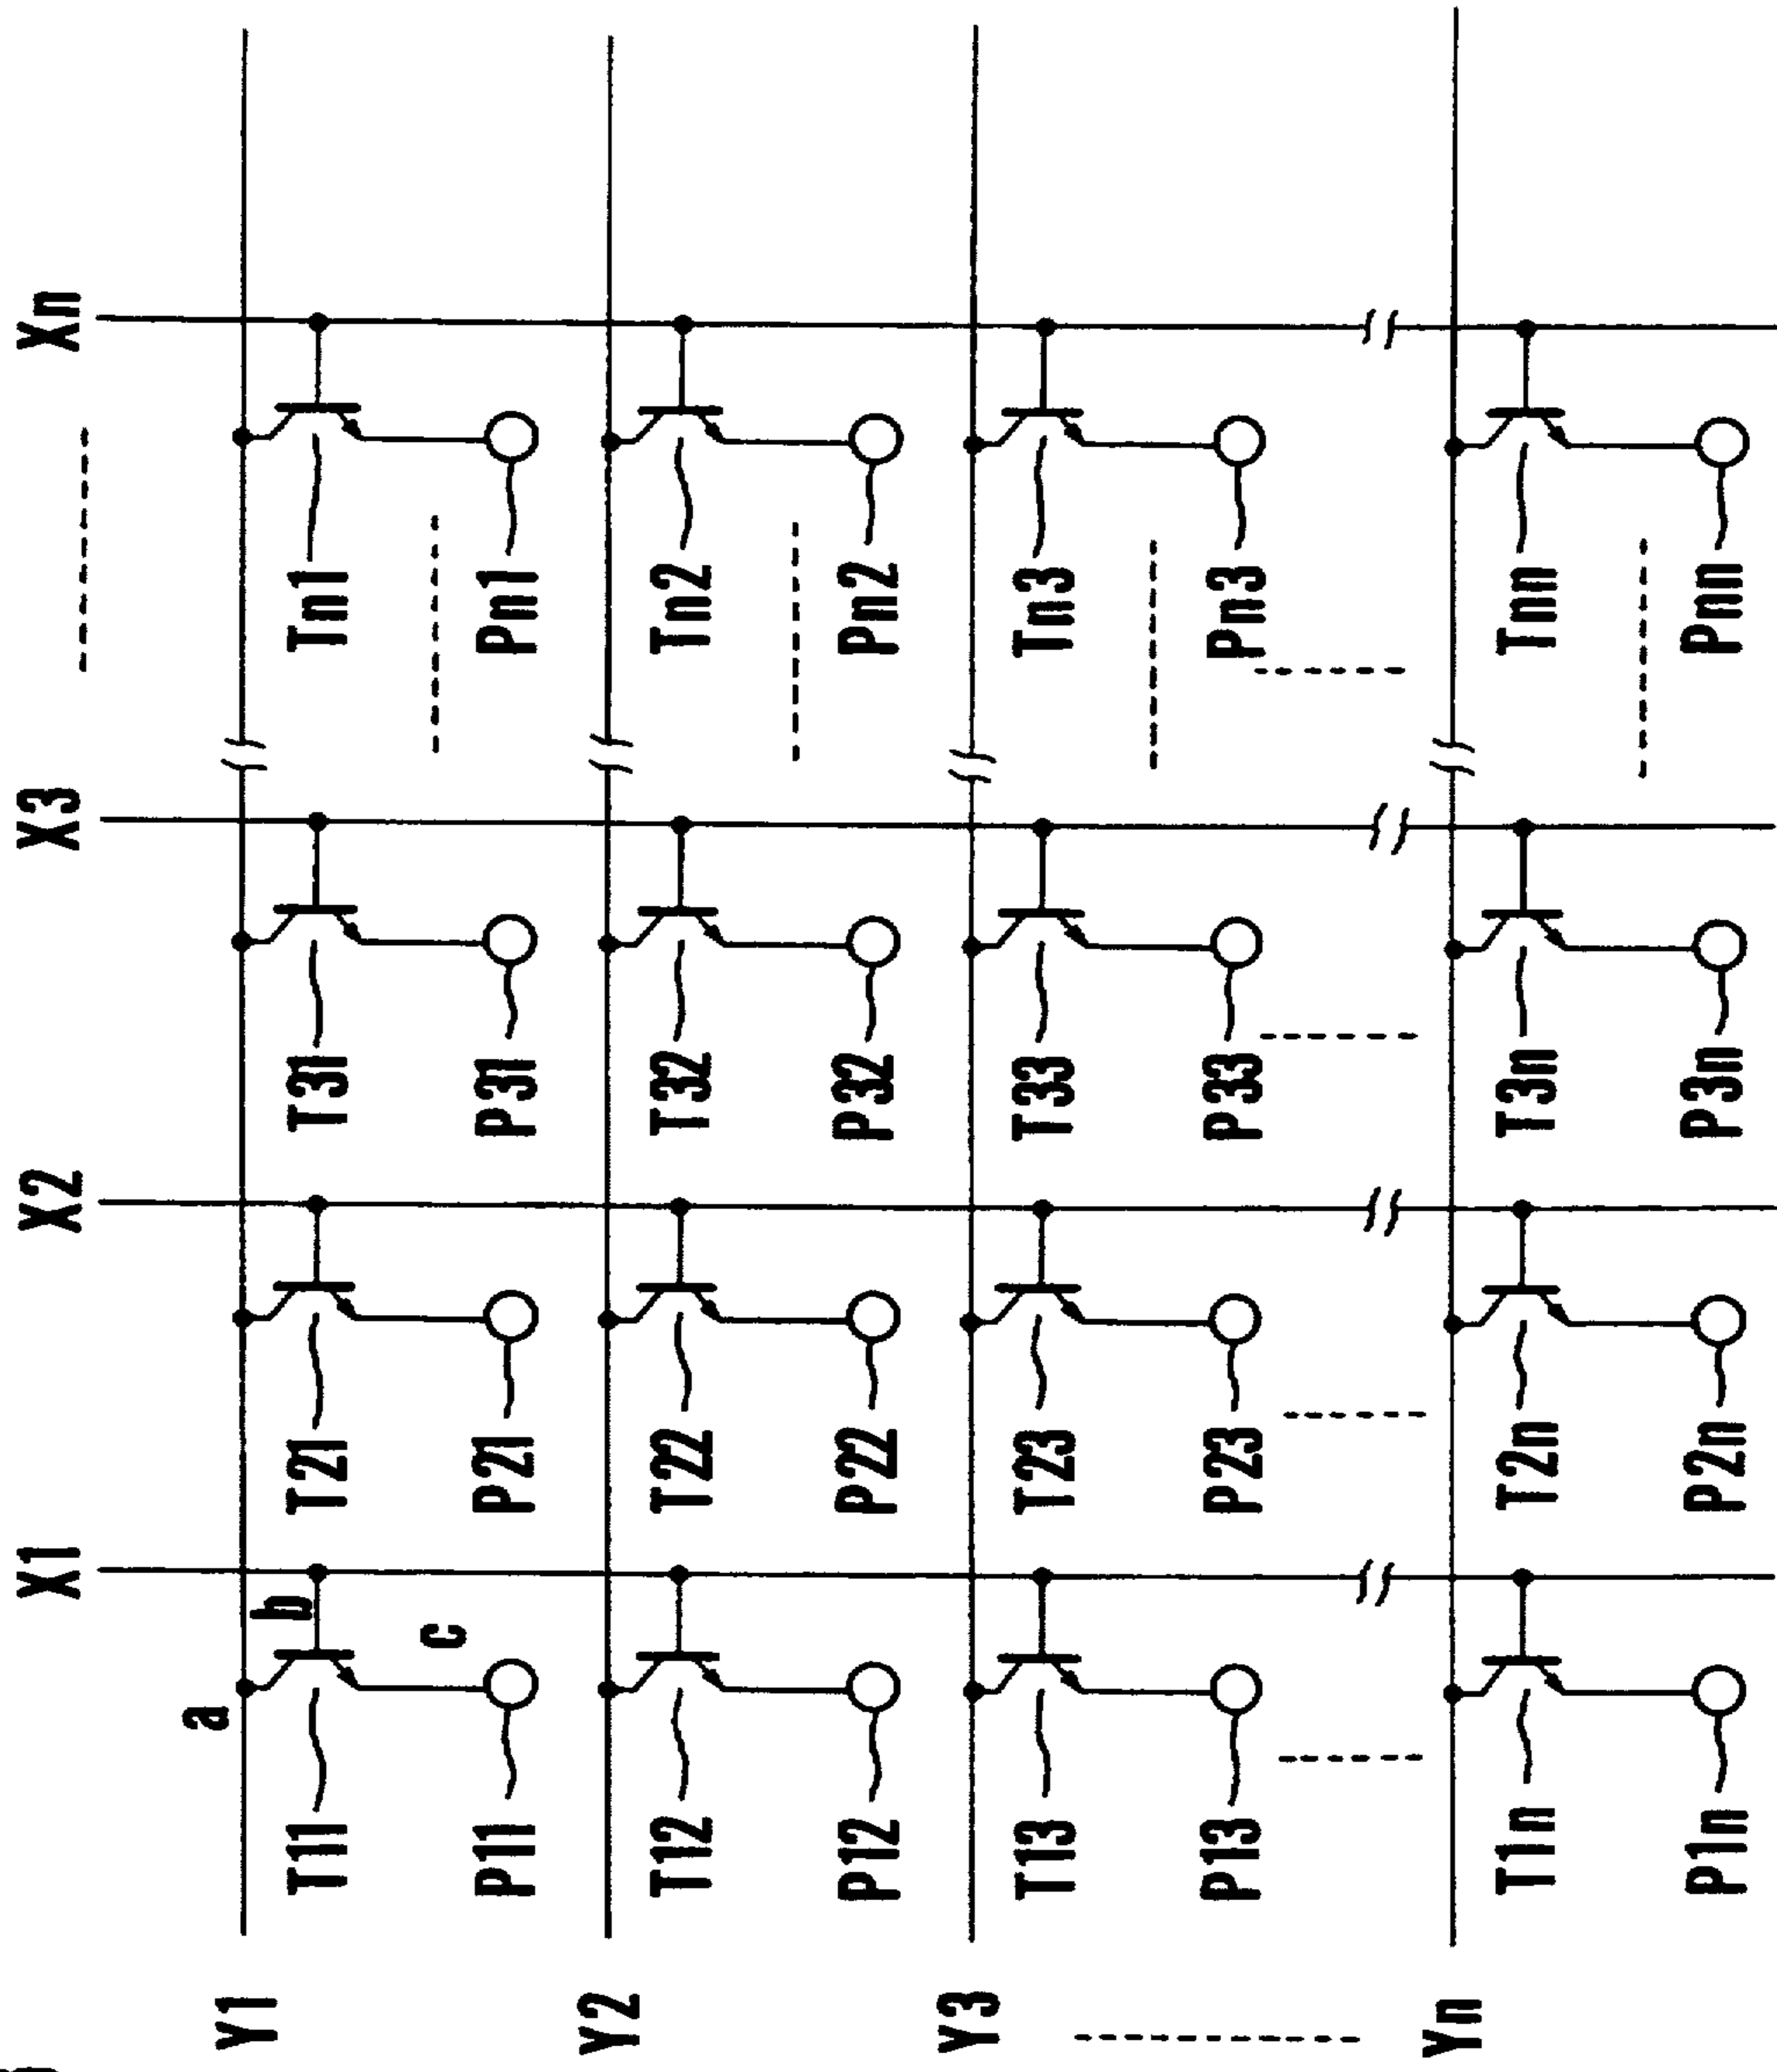 X1 X2 X3 Xn
a
Y1 b
T11 T21 T31 Tn1
c
P11 P21 P31 Pn1
Y2
T12 T22 T32 Tn2
P12 P22 P32 Pn2
Y3
T13 T23 T33 Tn3
P13 P23 P33 Pn3
Yn
T1n T2n T3n Tnn
P1n P2n P3n Pnn